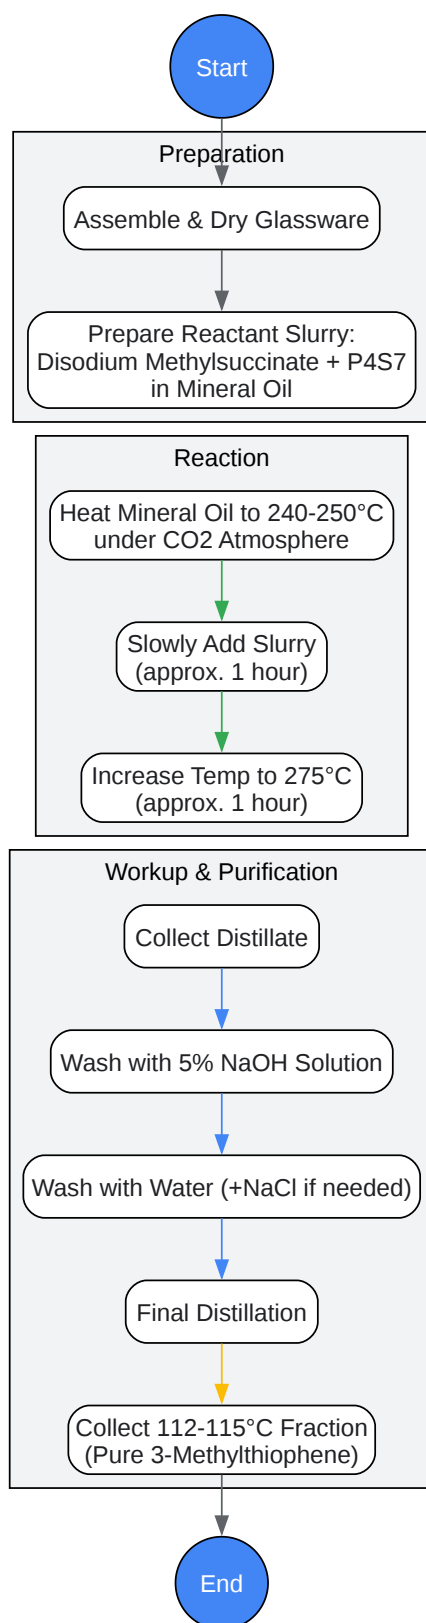 Start
Preparation
Assemble & Dry Glassware
Prepare Reactant Slurry:
Disodium Methylsuccinate + P4S7
in Mineral Oil
Reaction
Heat Mineral Oil to 240-250°C
under CO2 Atmosphere
Slowly Add Slurry
(approx. 1 hour)
Increase Temp to 275°C
(approx. 1 hour)
Workup & Purification
Collect Distillate
Wash with 5% NaOH Solution
Wash with Water (+NaCl if needed)
Final Distillation
Collect 112-115°C Fraction
(Pure 3-Methylthiophene)
End